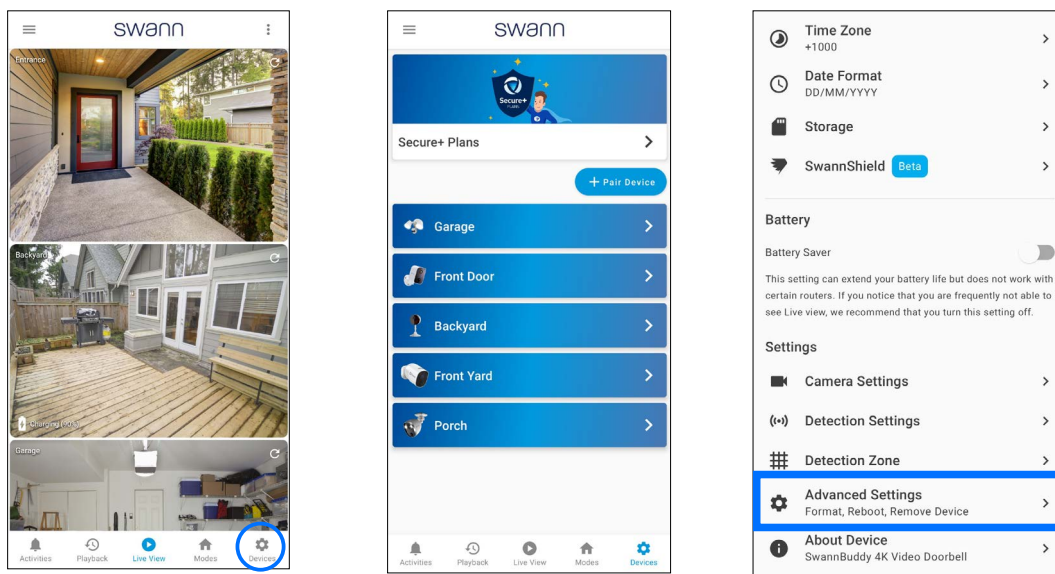 swann
Entrance
Backyard
Charging (90%)
Garage
Activities
Playback
Live View
Modes
Devices
swann
Secure+
PLANS
Secure+ Plans
+ Pair Device
Garage
Front Door
Backyard
Front Yard
Porch
Activities
Playback
Live View
Modes
Devices
Time Zone
+1000
Date Format
DD/MM/YYYY
Storage
SwannShield Beta
Battery
Battery Saver
This setting can extend your battery life but does not work with
certain routers. If you notice that you are frequently not able to
see Live view, we recommend that you turn this setting off.
Settings
Camera Settings
Detection Settings
Detection Zone
Advanced Settings
Format, Reboot, Remove Device
About Device
SwannBuddy 4K Video Doorbell